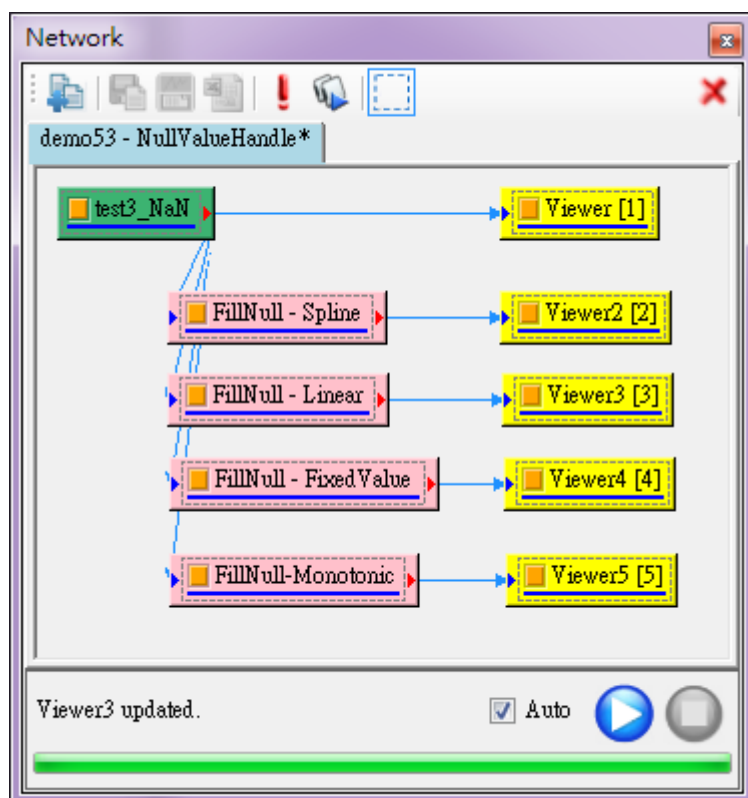 Network
demo53 - NullValueHandle*
test3_NaN
Viewer [1]
FillNull - Spline
Viewer2 [2]
FillNull - Linear
Viewer3 [3]
FillNull - FixedValue
Viewer4 [4]
FillNull-Monotonic
Viewer5 [5]
Viewer3 updated.
Auto